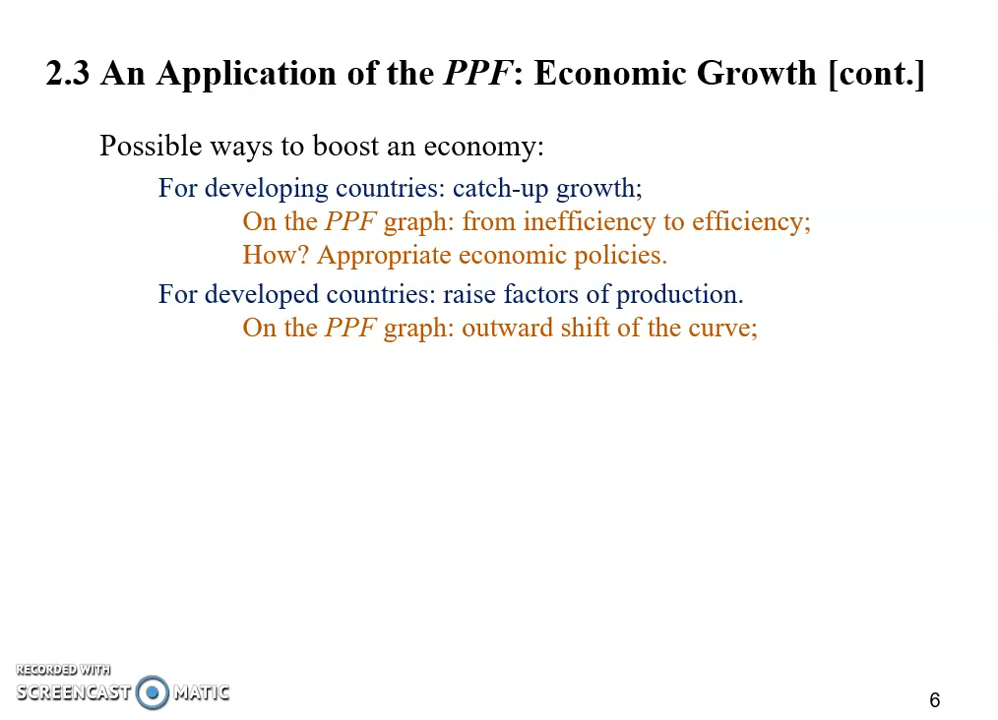 2.3 An Application of the PPF: Economic Growth [cont.]
Possible ways to boost an economy:
For developing countries: catch-up growth;
On the PPF graph: from inefficiency to efficiency;
How? Appropriate economic policies.
For developed countries: raise factors of production.
On the PPF graph: outward shift of the curve;
RECORDED WITH
SCREENCAST MATIC
6